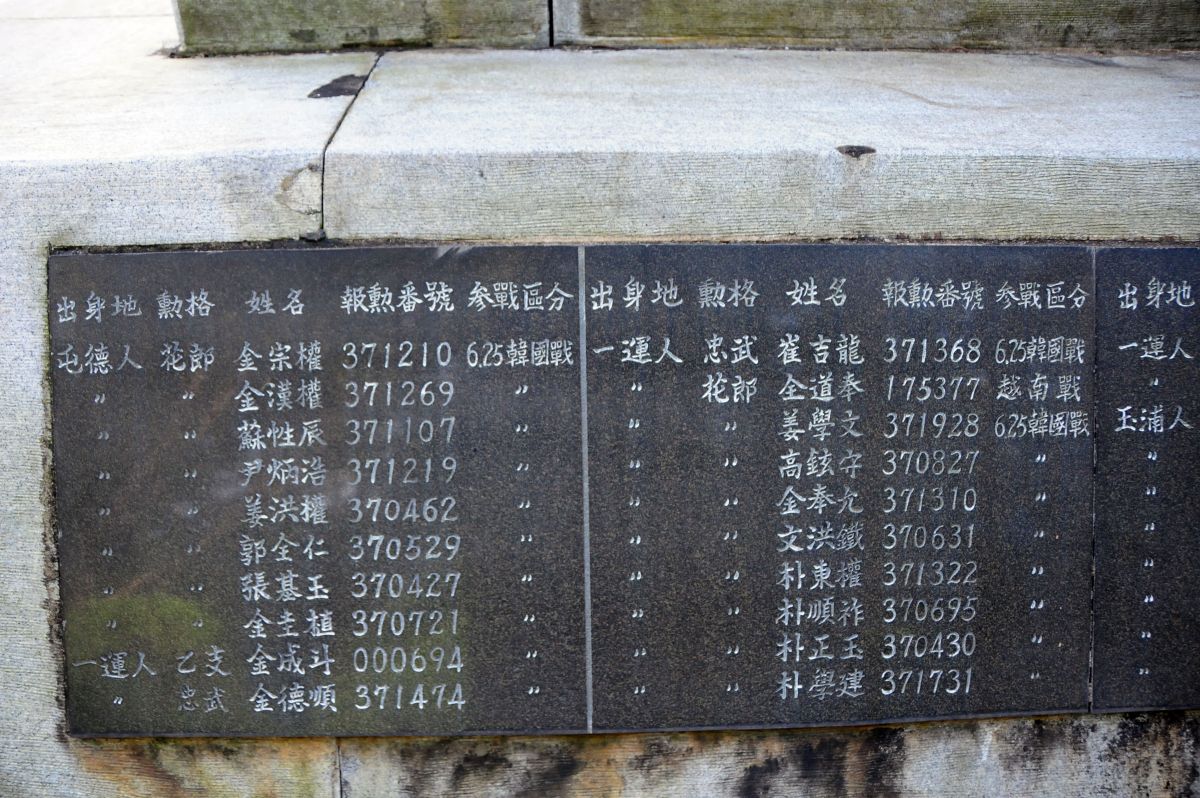 出身地 勲格 姓名 報勲番號 参戰區分
屯德人 花郎 金宗權 371210 6.25韓國戰
〃 〃 金漢權 371269 〃
〃 〃 蘇性辰 371107 〃
〃 〃 尹炳浩 371219 〃
〃 〃 姜洪權 370462 〃
〃 〃 郭全仁 370529 〃
〃 〃 張基玉 370427 〃
〃 〃 金圭植 370721 〃
一運人 乙支 金成斗 000694 〃
〃 忠武 金德順 371474 〃
出身地 勲格 姓名 報勲番號 参戰區分
一運人 忠武 崔吉龍 371368 6.25韓國戰
〃 花郎 金道奉 175377 越南戰
〃 〃 姜學文 371928 6.25韓國戰
〃 〃 高鉉守 370827 〃
〃 〃 金奉允 371310 〃
〃 〃 文洪鐵 370631 〃
〃 〃 朴東權 371322 〃
〃 〃 朴順祚 370695 〃
〃 〃 朴正玉 370430 〃
〃 〃 朴學建 371731 〃
出身地
一運人
〃
玉浦人
〃
〃
〃
〃
〃
〃
〃